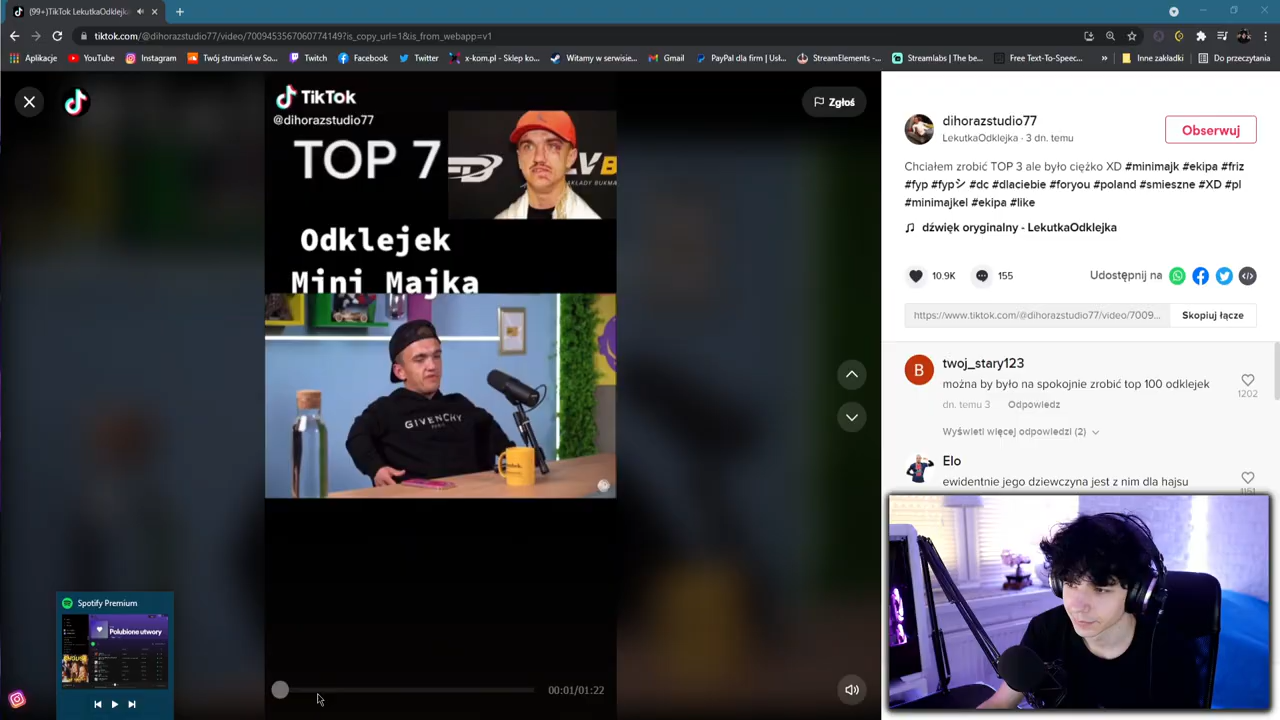 (99+)TikTok LekutkaOdklejka
tiktok.com/@dihorazstudio77/video/7009453567060774149?is_copy_url=1&is_from_webapp=v1
Aplikacje
YouTube
Instagram
Twój strumień w So...
Twitch
Facebook
Twitter
x-kom.pl - Sklep ko...
Witamy w serwisie...
Gmail
PayPal dla firm | Usł...
StreamElements -...
Streamlabs | The be...
Free Text-To-Speec...
»
Inne zakładki
Do przeczytania
TikTok
@dihorazstudio77
Zgłoś
TOP 7
Odklejek
Mini Majka
GIVENCHY
PARIS
00:01/01:22
Spotify Premium
Polubione utwory
dihorazstudio77
LekutkaOdklejka · 3 dn. temu
Obserwuj
Chciałem zrobić TOP 3 ale było ciężko XD #minimajk #ekipa #friz
#fyp #fypシ #dc #dlaciebie #foryou #poland #smieszne #XD #pl
#minimajkel #ekipa #like
dźwięk oryginalny - LekutkaOdklejka
10.9K
155
Udostępnij na
https://www.tiktok.com/@dihorazstudio77/video/7009...
Skopiuj łącze
B
twoj_stary123
można by było na spokojnie zrobić top 100 odklejek
dn. temu 3
Odpowiedz
1202
Wyświetl więcej odpowiedzi (2)
Elo
ewidentnie jego dziewczyna jest z nim dla hajsu